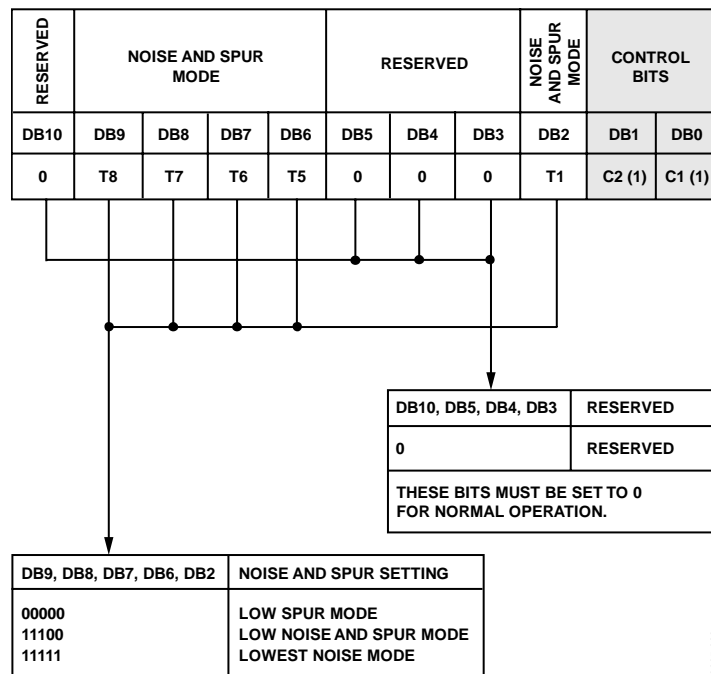 RESERVED
NOISE AND SPUR
MODE
RESERVED
NOISE
AND SPUR
MODE
CONTROL
BITS
DB10 DB9 DB8 DB7 DB6 DB5 DB4 DB3 DB2 DB1 DB0
0 T8 T7 T6 T5 0 0 0 T1 C2 (1) C1 (1)
DB10, DB5, DB4, DB3 RESERVED
0 RESERVED
THESE BITS MUST BE SET TO 0
FOR NORMAL OPERATION.
DB9, DB8, DB7, DB6, DB2 NOISE AND SPUR SETTING
00000 LOW SPUR MODE
11100 LOW NOISE AND SPUR MODE
11111 LOWEST NOISE MODE